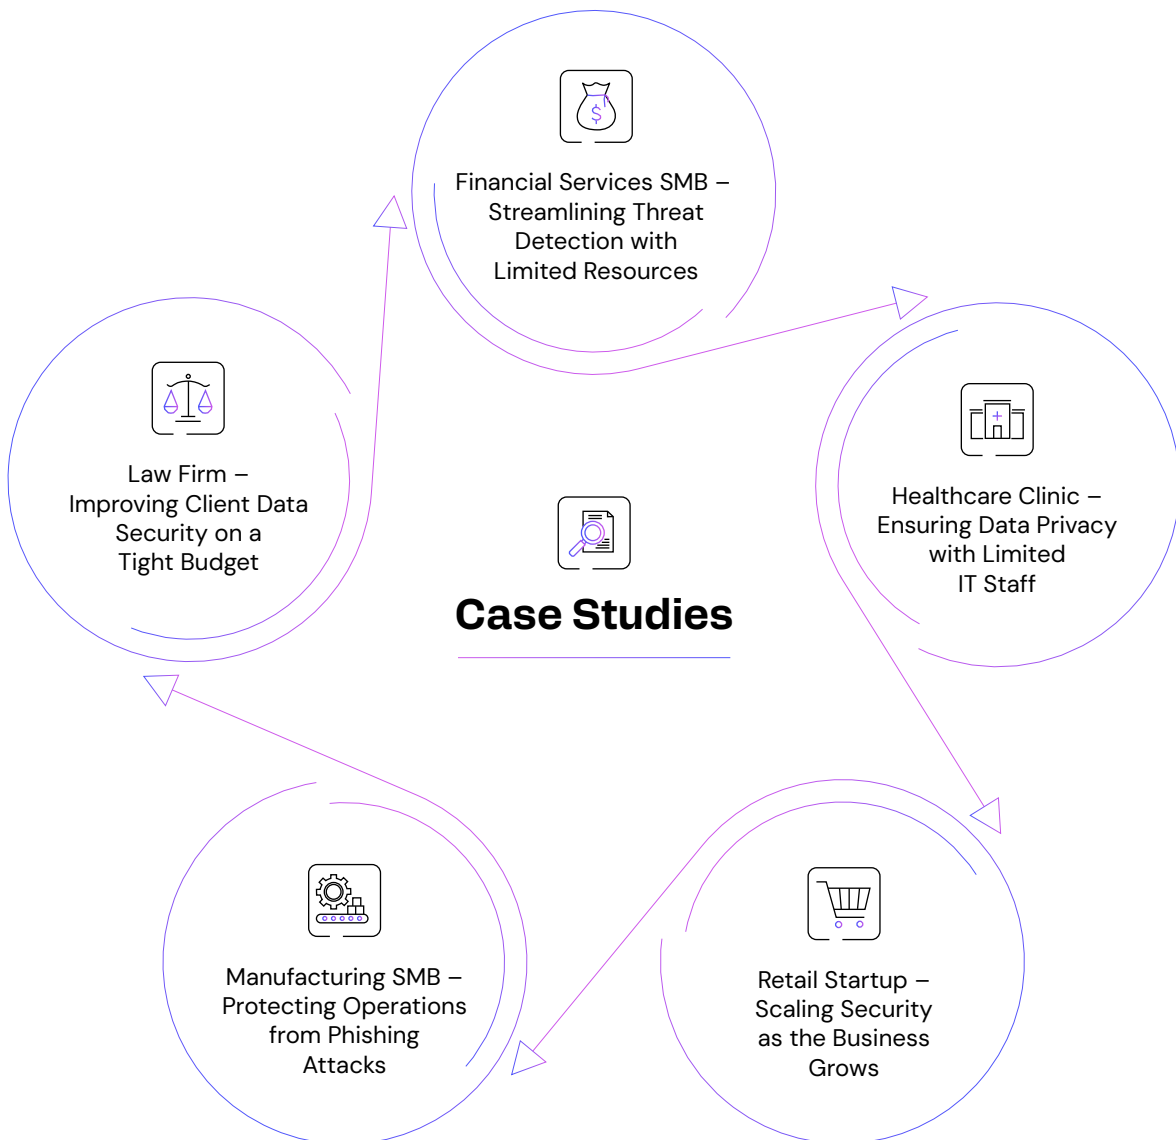 Financial Services SMB –
Streamlining Threat
Detection with
Limited Resources
Law Firm –
Improving Client Data
Security on a
Tight Budget
Healthcare Clinic –
Ensuring Data Privacy
with Limited
IT Staff
Case Studies
Manufacturing SMB –
Protecting Operations
from Phishing
Attacks
Retail Startup –
Scaling Security
as the Business
Grows